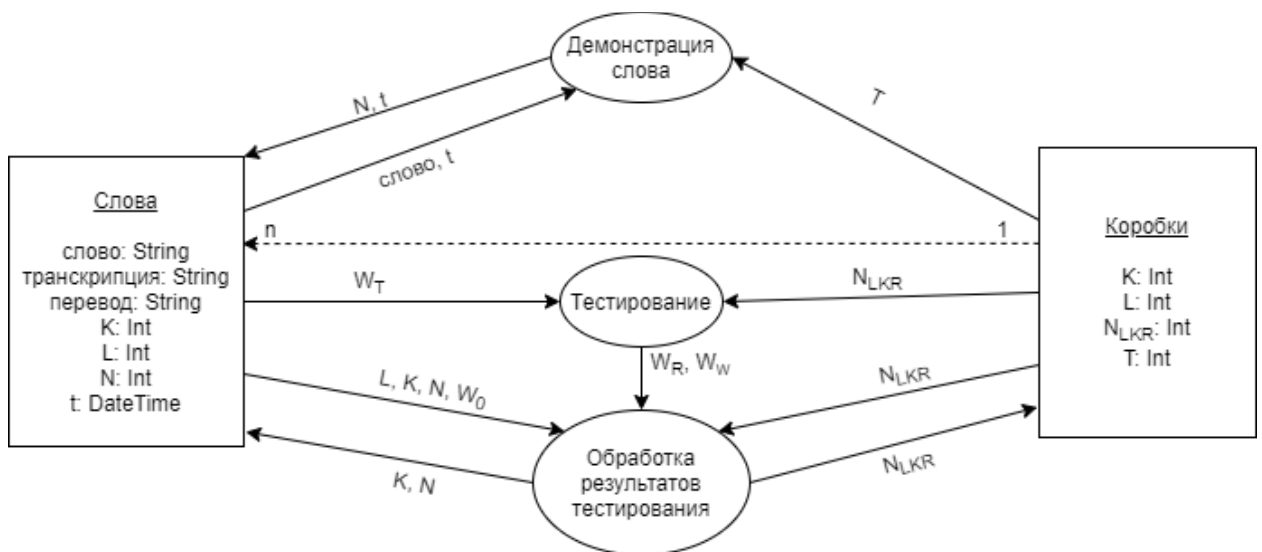 Демонстрация
слова
N, t
T
слово, t
Слова
слово: String
транскрипция: String
перевод: String
K: Int
L: Int
N: Int
t: DateTime
n
1
Коробки
K: Int
L: Int
N_LKR: Int
T: Int
W_T
Тестирование
N_LKR
W_R, W_w
L, K, N, W_0
N_LKR
Обработка
результатов
тестирования
K, N
N_LKR